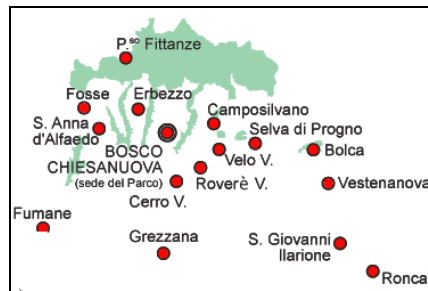 P.so Fittanze
Fosse
Erbezzo
Camposilvano
S. Anna
d'Alfaedo
Selva di Progno
BOSCO
CHIESANUOVA
(sede del Parco)
Velo V.
Bolca
Roverè V.
Vestenanova
Cerro V.
Fumane
Grezzana
S. Giovanni
Ilarione
Ronca